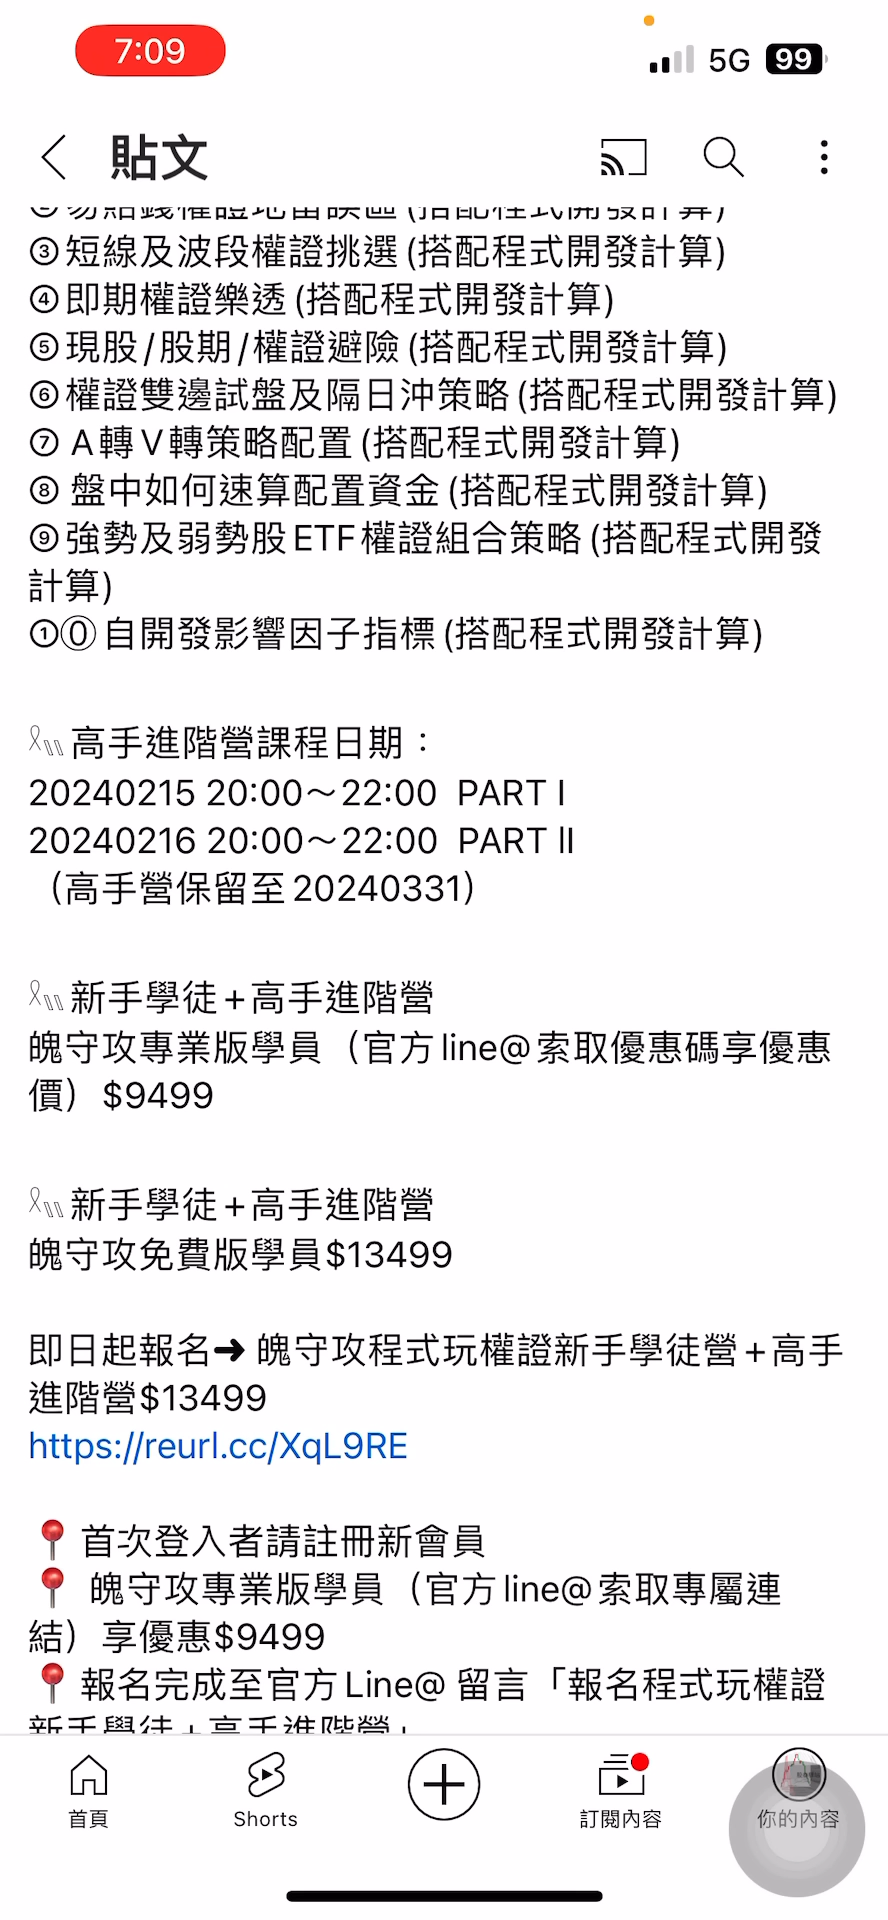 7:09
5G 99
貼文
③短線及波段權證挑選(搭配程式開發計算)
④即期權證樂透(搭配程式開發計算)
⑤現股/股期/權證避險(搭配程式開發計算)
⑥權證雙邊試盤及隔日沖策略(搭配程式開發計算)
⑦ A轉V轉策略配置(搭配程式開發計算)
⑧ 盤中如何速算配置資金(搭配程式開發計算)
⑨強勢及弱勢股ETF權證組合策略(搭配程式開發
計算)
①⓪自開發影響因子指標(搭配程式開發計算)
高手進階營課程日期：
20240215 20:00～22:00 PART I
20240216 20:00～22:00 PART II
（高手營保留至20240331）
新手學徒+高手進階營
魄守攻專業版學員（官方line@索取優惠碼享優惠
價）$9499
新手學徒+高手進階營
魄守攻免費版學員$13499
即日起報名➜ 魄守攻程式玩權證新手學徒營+高手
進階營$13499
https://reurl.cc/XqL9RE
📍首次登入者請註冊新會員
📍 魄守攻專業版學員（官方line@索取專屬連
結）享優惠$9499
📍報名完成至官方Line@ 留言「報名程式玩權證
新手學徒+高手進階營」
首頁
Shorts
訂閱內容
你的內容